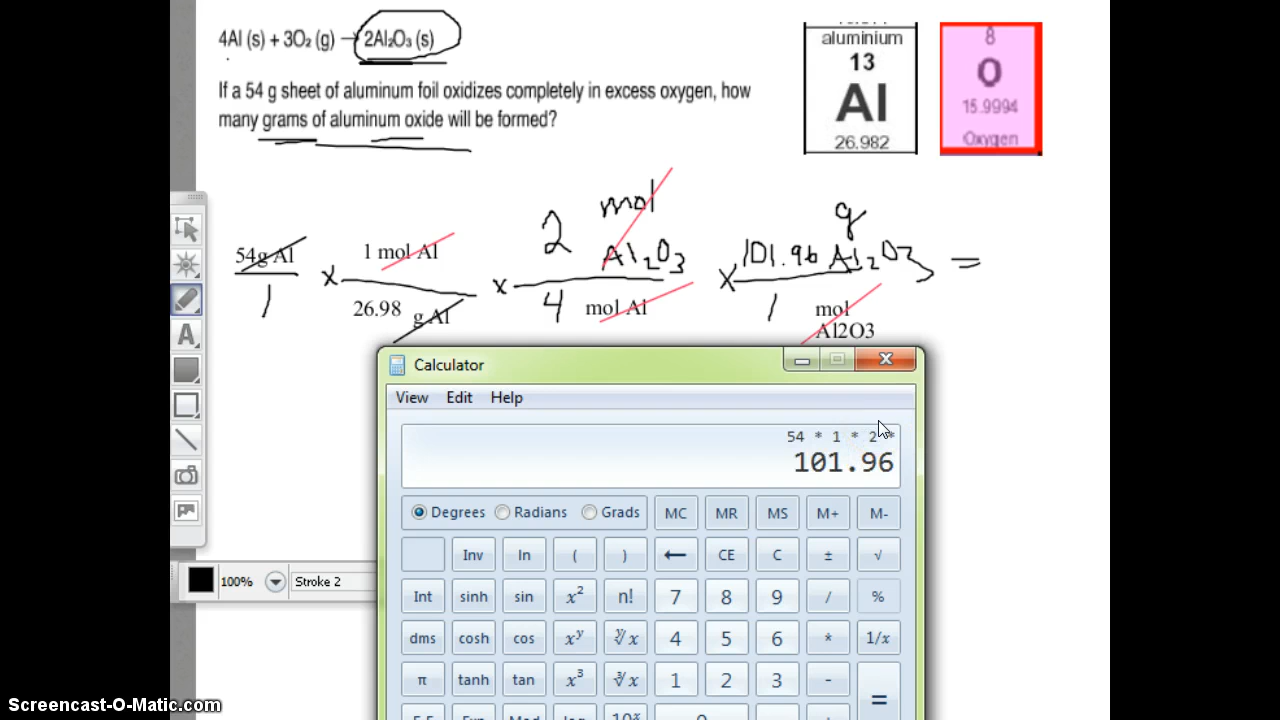 4Al (s) + 3O₂ (g) → 2Al₂O₃ (s)
If a 54 g sheet of aluminum foil oxidizes completely in excess oxygen, how
many grams of aluminum oxide will be formed?
aluminium
13
Al
26.982
8
O
15.9994
Oxygen
54g Al
1
x
1 mol Al
26.98 g Al
x
2 mol Al₂O₃
4 mol Al
x
101.96 g Al₂O₃
1 mol Al2O3
=
Calculator
View Edit Help
54 * 1 * 2 *
101.96
Degrees Radians Grads MC MR MS M+ M-
Inv ln ( ) ← CE C ± √
Int sinh sin x² n! 7 8 9 / %
dms cosh cos xʸ ʸ√x 4 5 6 * 1/x
π tanh tan x³ ³√x 1 2 3 - =
A
100% Stroke 2
Screencast-O-Matic.com